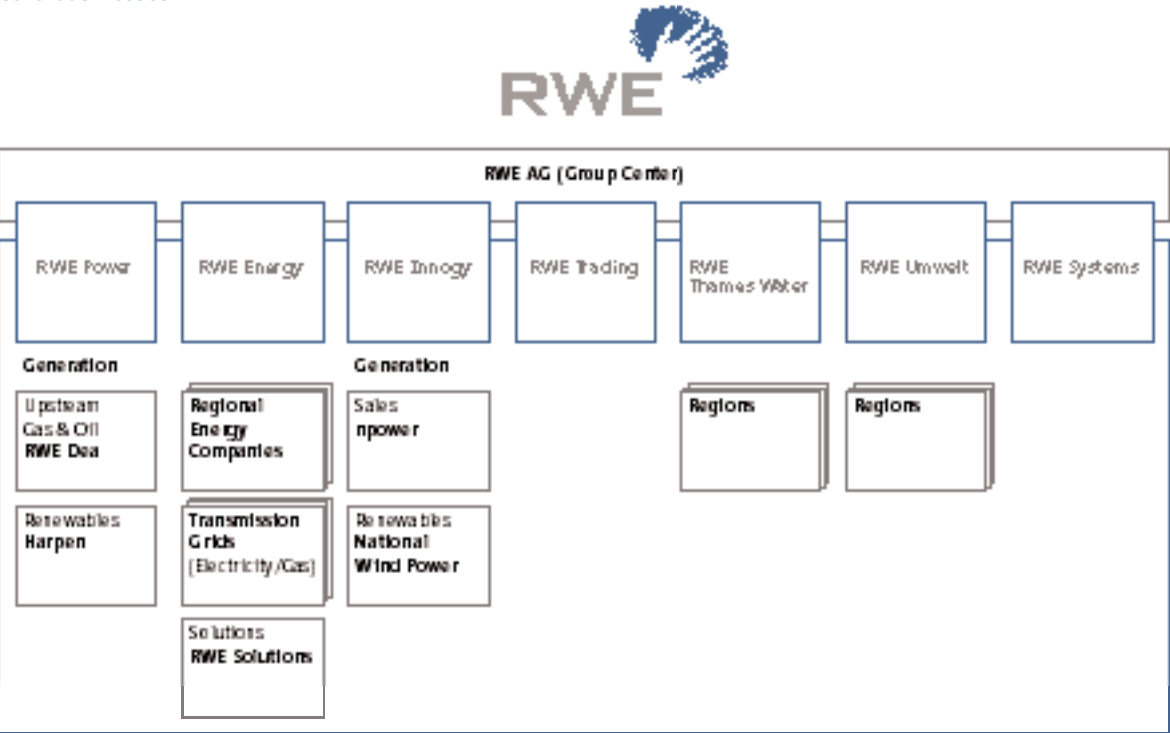 RWE
RWE AG (Group Center)
RWE Power
RWE Energy
RWE Innogy
RWE Trading
RWE
Thames Water
RWE Umwelt
RWE Systems
Generation
Upstream
Gas & Oil
RWE Dea
Renewables
Harpen
Regional
Energy
Companies
Transmission
Grids
(Electricity/Gas)
Solutions
RWE Solutions
Generation
Sales
npower
Renewables
National
Wind Power
Regions
Regions